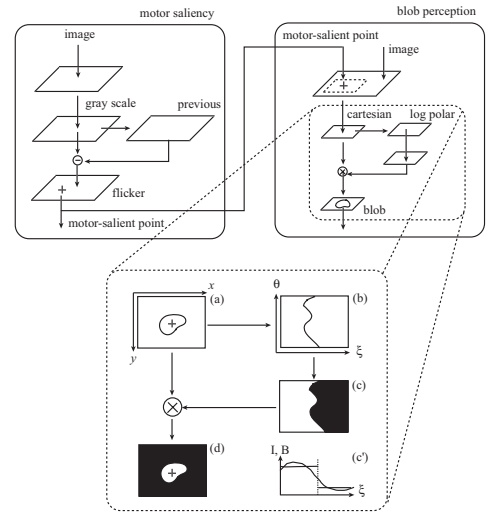 motor saliency
image
gray scale
previous
flicker
motor-salient point
blob perception
motor-salient point
image
cartesian
log polar
blob
x
(a)
y
θ
(b)
ξ
(c)
(d)
I, B
(c')
ξ